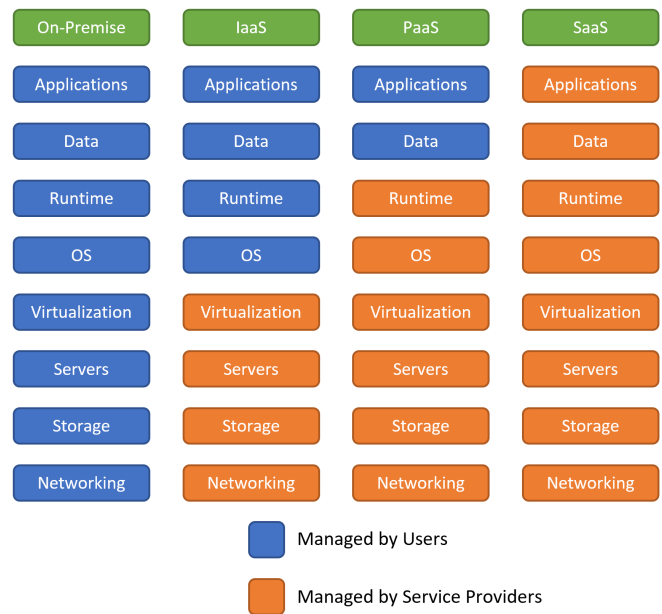 On-Premise IaaS PaaS SaaS
Applications Applications Applications Applications
Data Data Data Data
Runtime Runtime Runtime Runtime
OS OS OS OS
Virtualization Virtualization Virtualization Virtualization
Servers Servers Servers Servers
Storage Storage Storage Storage
Networking Networking Networking Networking
Managed by Users
Managed by Service Providers